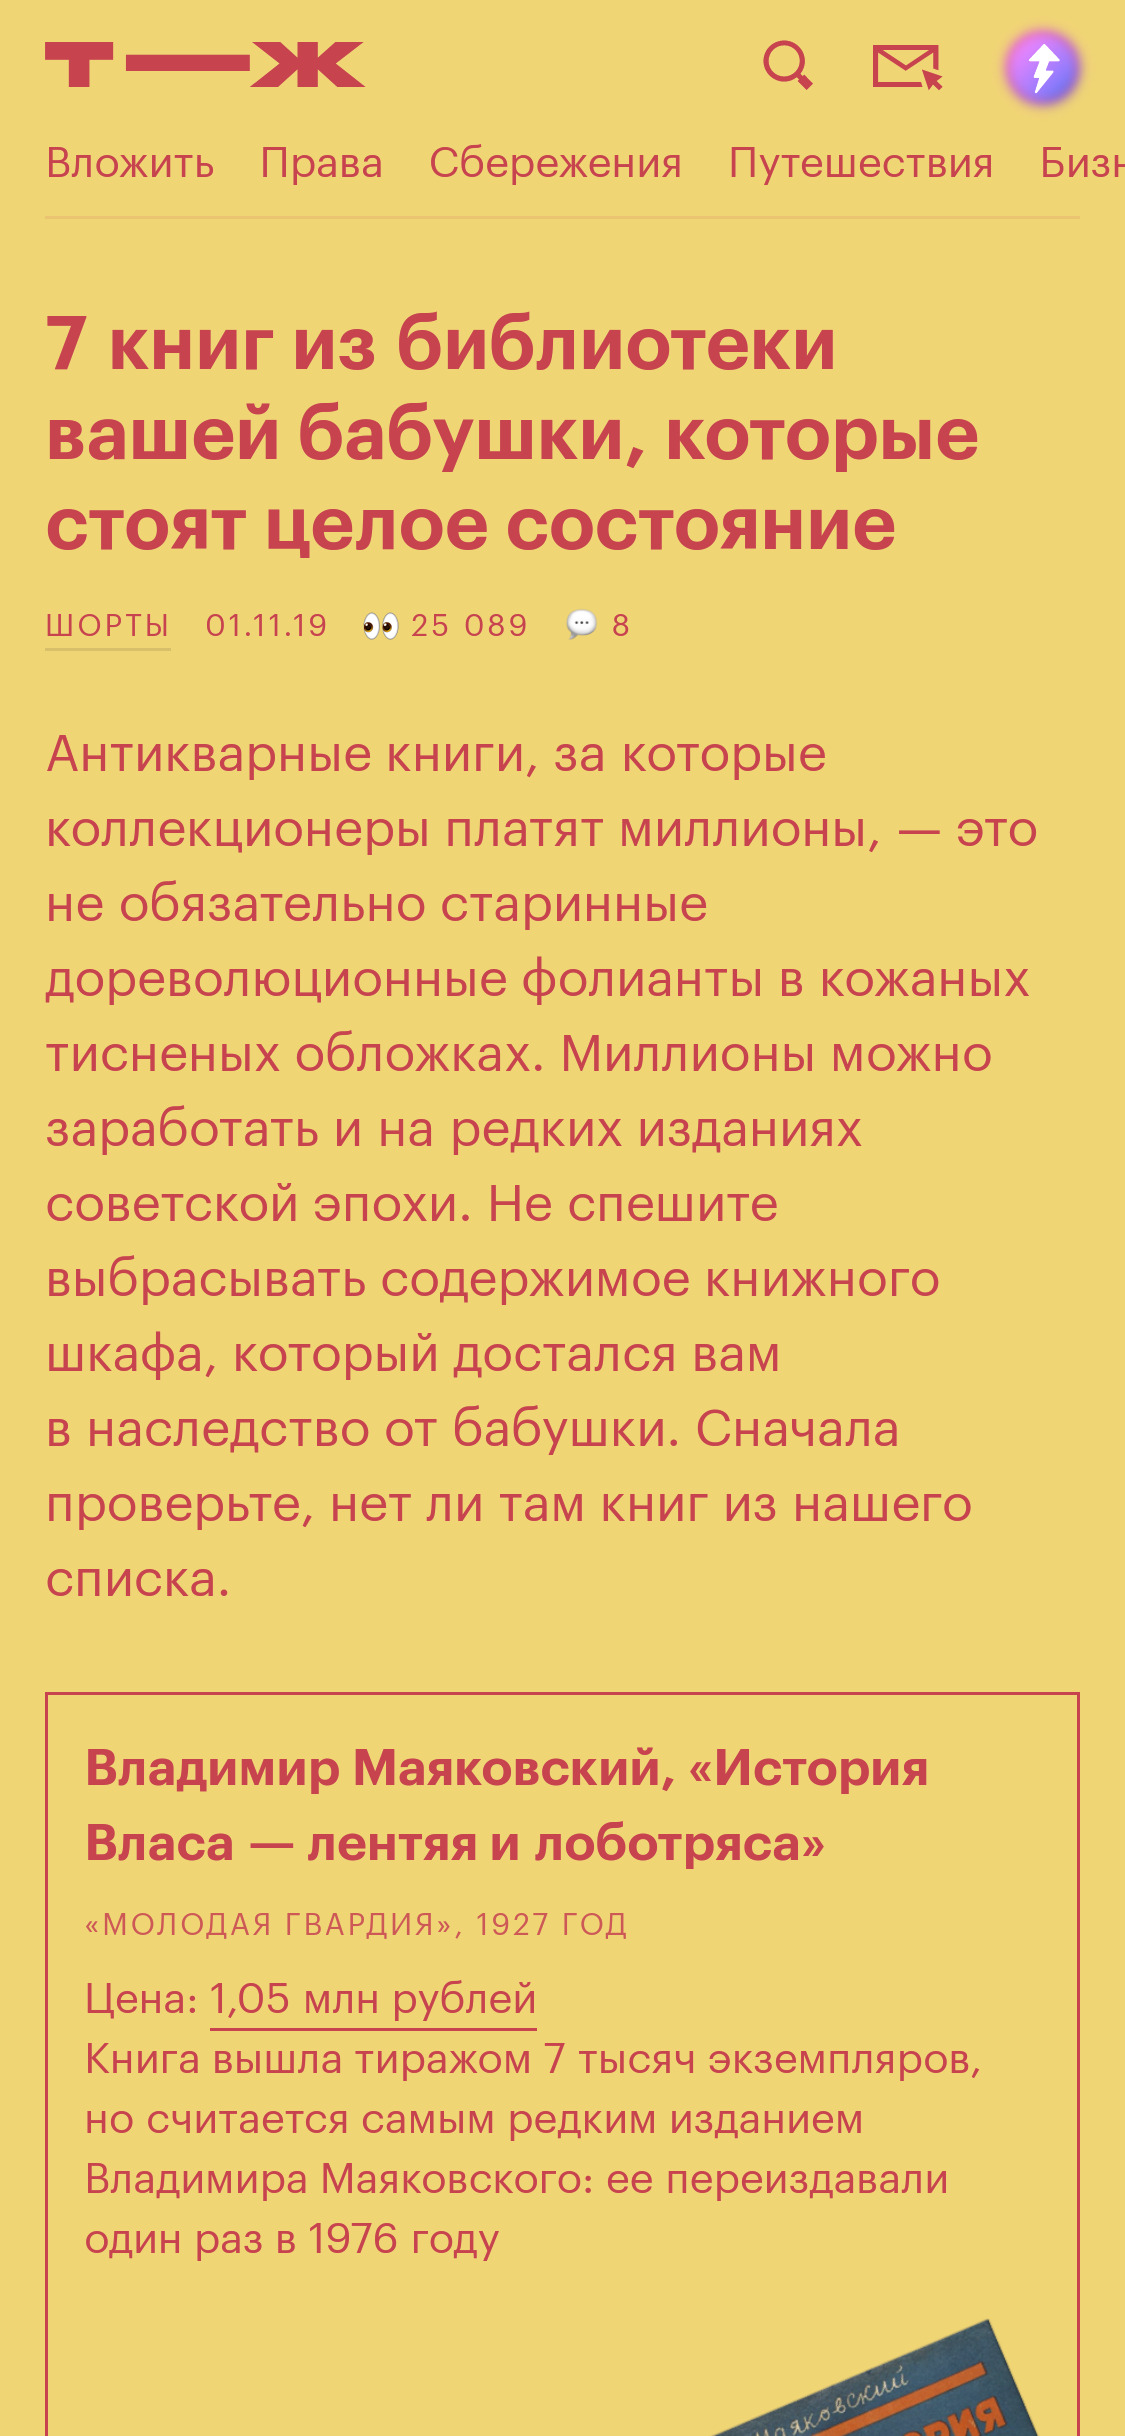 Т—Ж
Вложить Права Сбережения Путешествия Бизн
7 книг из библиотеки
вашей бабушки, которые
стоят целое состояние
ШОРТЫ 01.11.19 👀 25 089 💬 8
Антикварные книги, за которые
коллекционеры платят миллионы, — это
не обязательно старинные
дореволюционные фолианты в кожаных
тисненых обложках. Миллионы можно
заработать и на редких изданиях
советской эпохи. Не спешите
выбрасывать содержимое книжного
шкафа, который достался вам
в наследство от бабушки. Сначала
проверьте, нет ли там книг из нашего
списка.
Владимир Маяковский, «История
Власа — лентяя и лоботряса»
«МОЛОДАЯ ГВАРДИЯ», 1927 ГОД
Цена: 1,05 млн рублей
Книга вышла тиражом 7 тысяч экземпляров,
но считается самым редким изданием
Владимира Маяковского: ее переиздавали
один раз в 1976 году
Маяковский